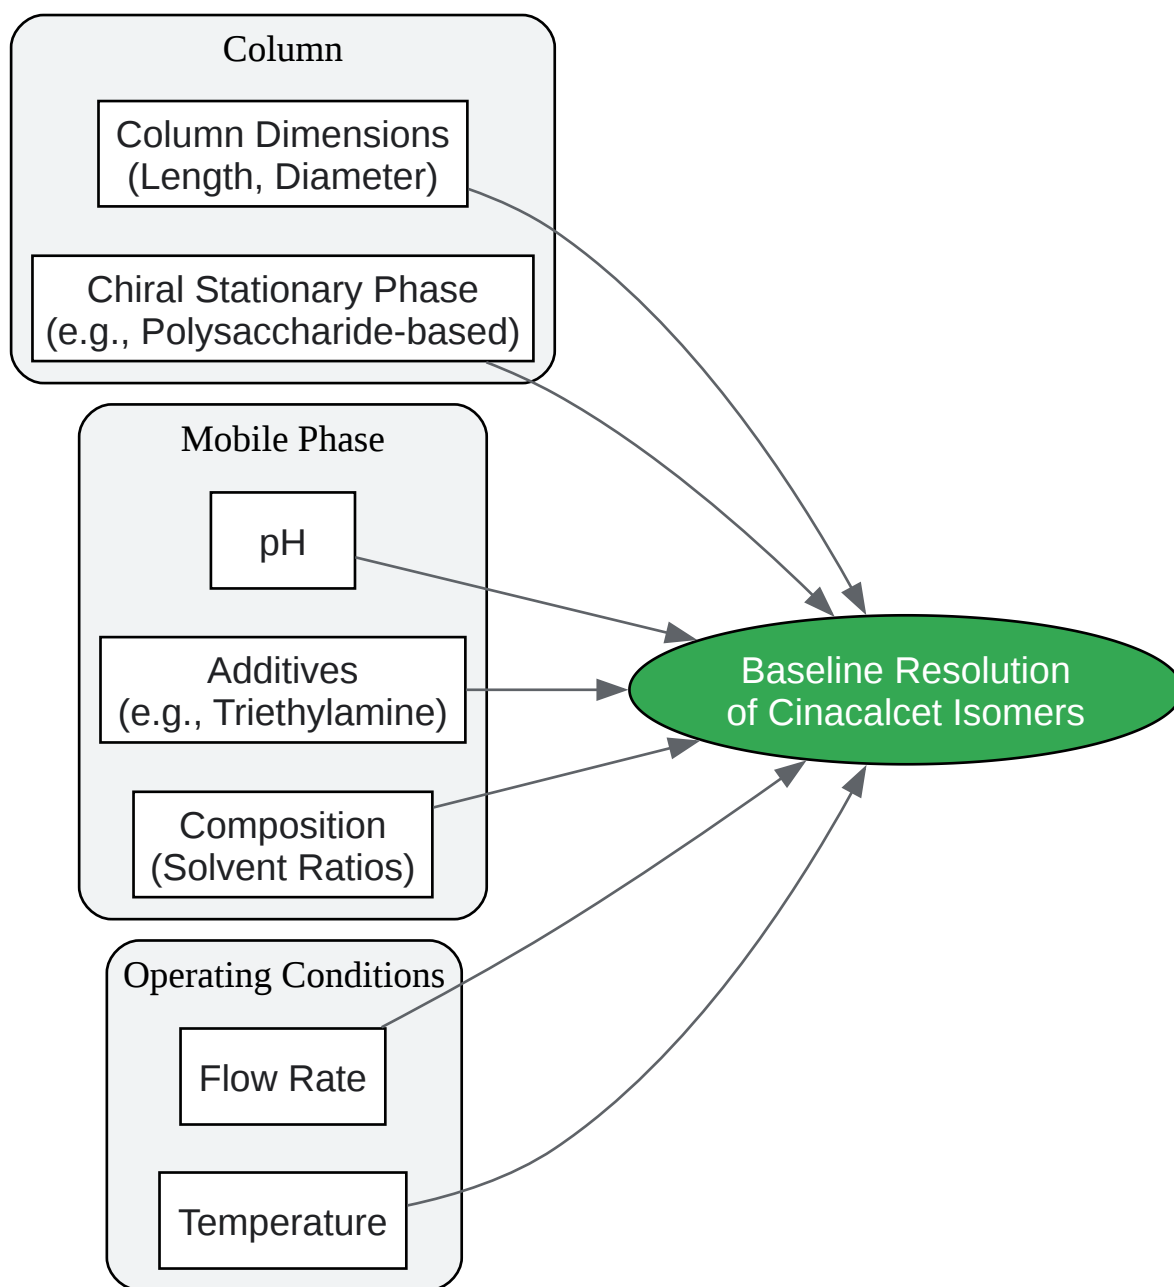 Column
Column Dimensions
(Length, Diameter)
Chiral Stationary Phase
(e.g., Polysaccharide-based)
Mobile Phase
pH
Additives
(e.g., Triethylamine)
Composition
(Solvent Ratios)
Operating Conditions
Flow Rate
Temperature
Baseline Resolution
of Cinacalcet Isomers